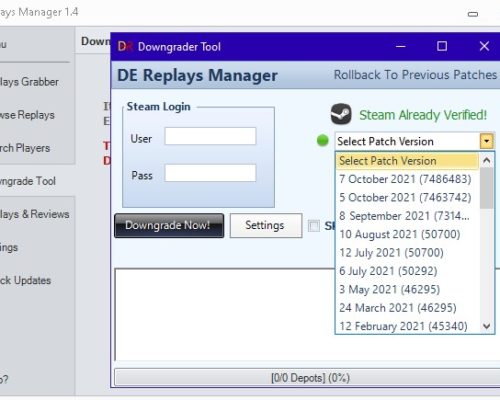 plays Manager 1.4
nu
Down
Downgrader Tool
DE Replays Manager
Rollback To Previous Patches
plays Grabber
wse Replays
rch Players
wngrade Tool
lays & Reviews
ings
ck Updates
Steam Login
User
Pass
Steam Already Verified!
Select Patch Version
Select Patch Version
7 October 2021 (7486483)
5 October 2021 (7463742)
8 September 2021 (7314...
10 August 2021 (50700)
12 July 2021 (50700)
6 July 2021 (50292)
3 May 2021 (46295)
24 March 2021 (46295)
12 February 2021 (45340)
Downgrade Now!
Settings
[0/0 Depots] (0%)